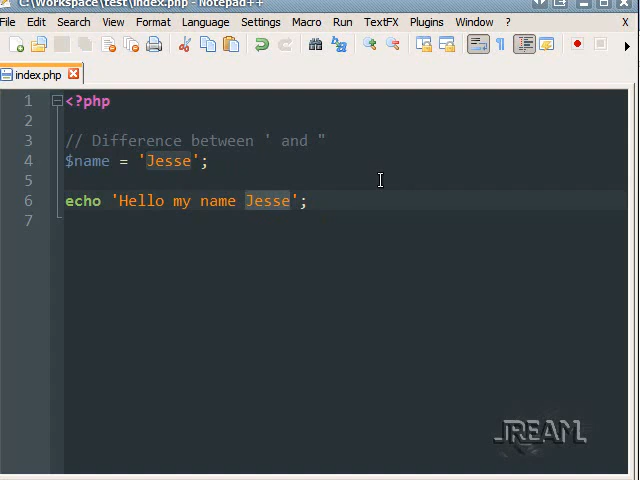 C:\Workspace\test\index.php - Notepad++
File Edit Search View Format Language Settings Macro Run TextFX Plugins Window ? X
index.php
1 <?php
2
3 // Difference between ' and "
4 $name = 'Jesse';
5
6 echo 'Hello my name Jesse';
7
JREAM